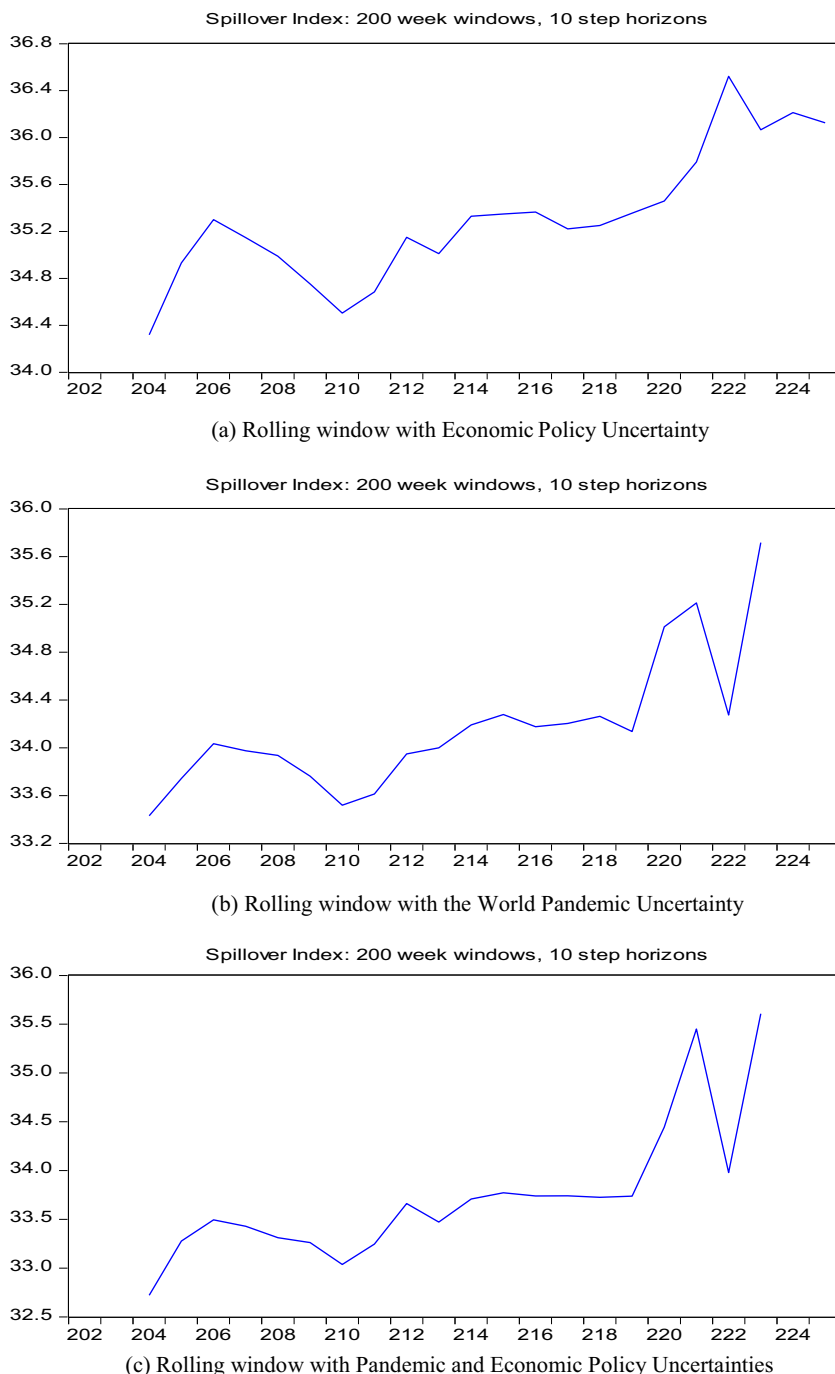 Spillover Index: 200 week windows, 10 step horizons
36.8
36.4
36.0
35.6
35.2
34.8
34.4
34.0
202 204 206 208 210 212 214 216 218 220 222 224
(a) Rolling window with Economic Policy Uncertainty
Spillover Index: 200 week windows, 10 step horizons
36.0
35.6
35.2
34.8
34.4
34.0
33.6
33.2
202 204 206 208 210 212 214 216 218 220 222 224
(b) Rolling window with the World Pandemic Uncertainty
Spillover Index: 200 week windows, 10 step horizons
36.0
35.5
35.0
34.5
34.0
33.5
33.0
32.5
202 204 206 208 210 212 214 216 218 220 222 224
(c) Rolling window with Pandemic and Economic Policy Uncertainties